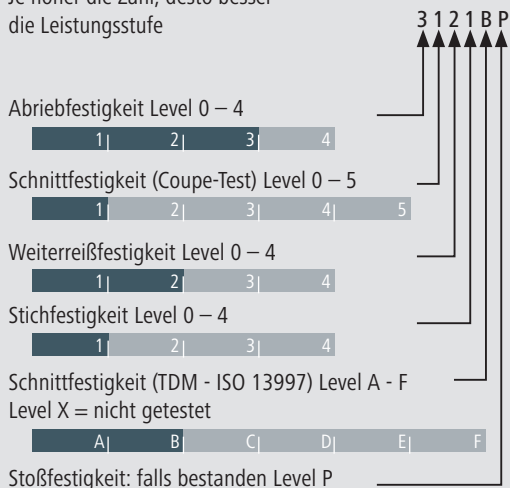 Je höher die Zahl, desto besser
die Leistungsstufe
3 1 2 1 B P
Abriebfestigkeit Level 0 – 4
1 2 3 4
Schnittfestigkeit (Coupe-Test) Level 0 – 5
1 2 3 4 5
Weiterreißfestigkeit Level 0 – 4
1 2 3 4
Stichfestigkeit Level 0 – 4
1 2 3 4
Schnittfestigkeit (TDM - ISO 13997) Level A - F
Level X = nicht getestet
A B C D E F
Stoßfestigkeit: falls bestanden Level P